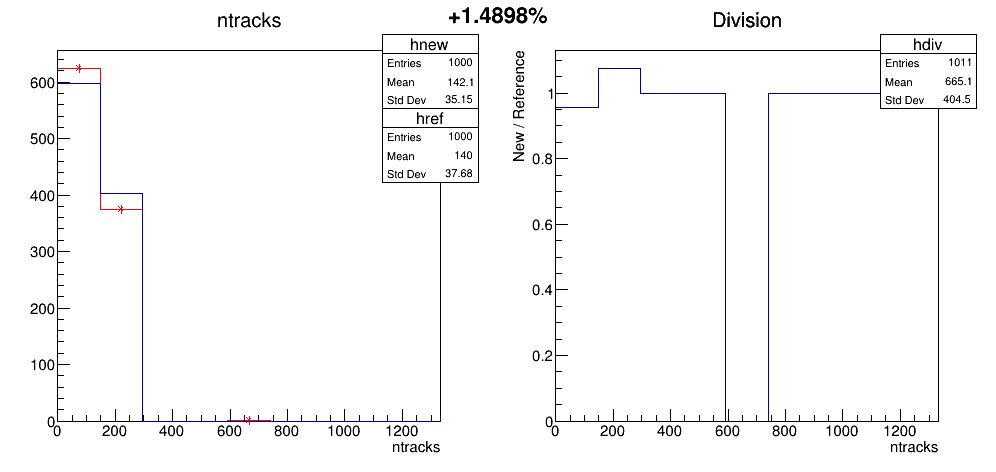 +1.4898%
ntracks
hnew
Entries 1000
Mean 142.1
Std Dev 35.15
href
Entries 1000
Mean 140
Std Dev 37.68
600
500
400
300
200
100
0
0 200 400 600 800 1000 1200
ntracks
Division
hdiv
Entries 1011
Mean 665.1
Std Dev 404.5
New / Reference
1
0.8
0.6
0.4
0.2
0
0 200 400 600 800 1000 1200
ntracks